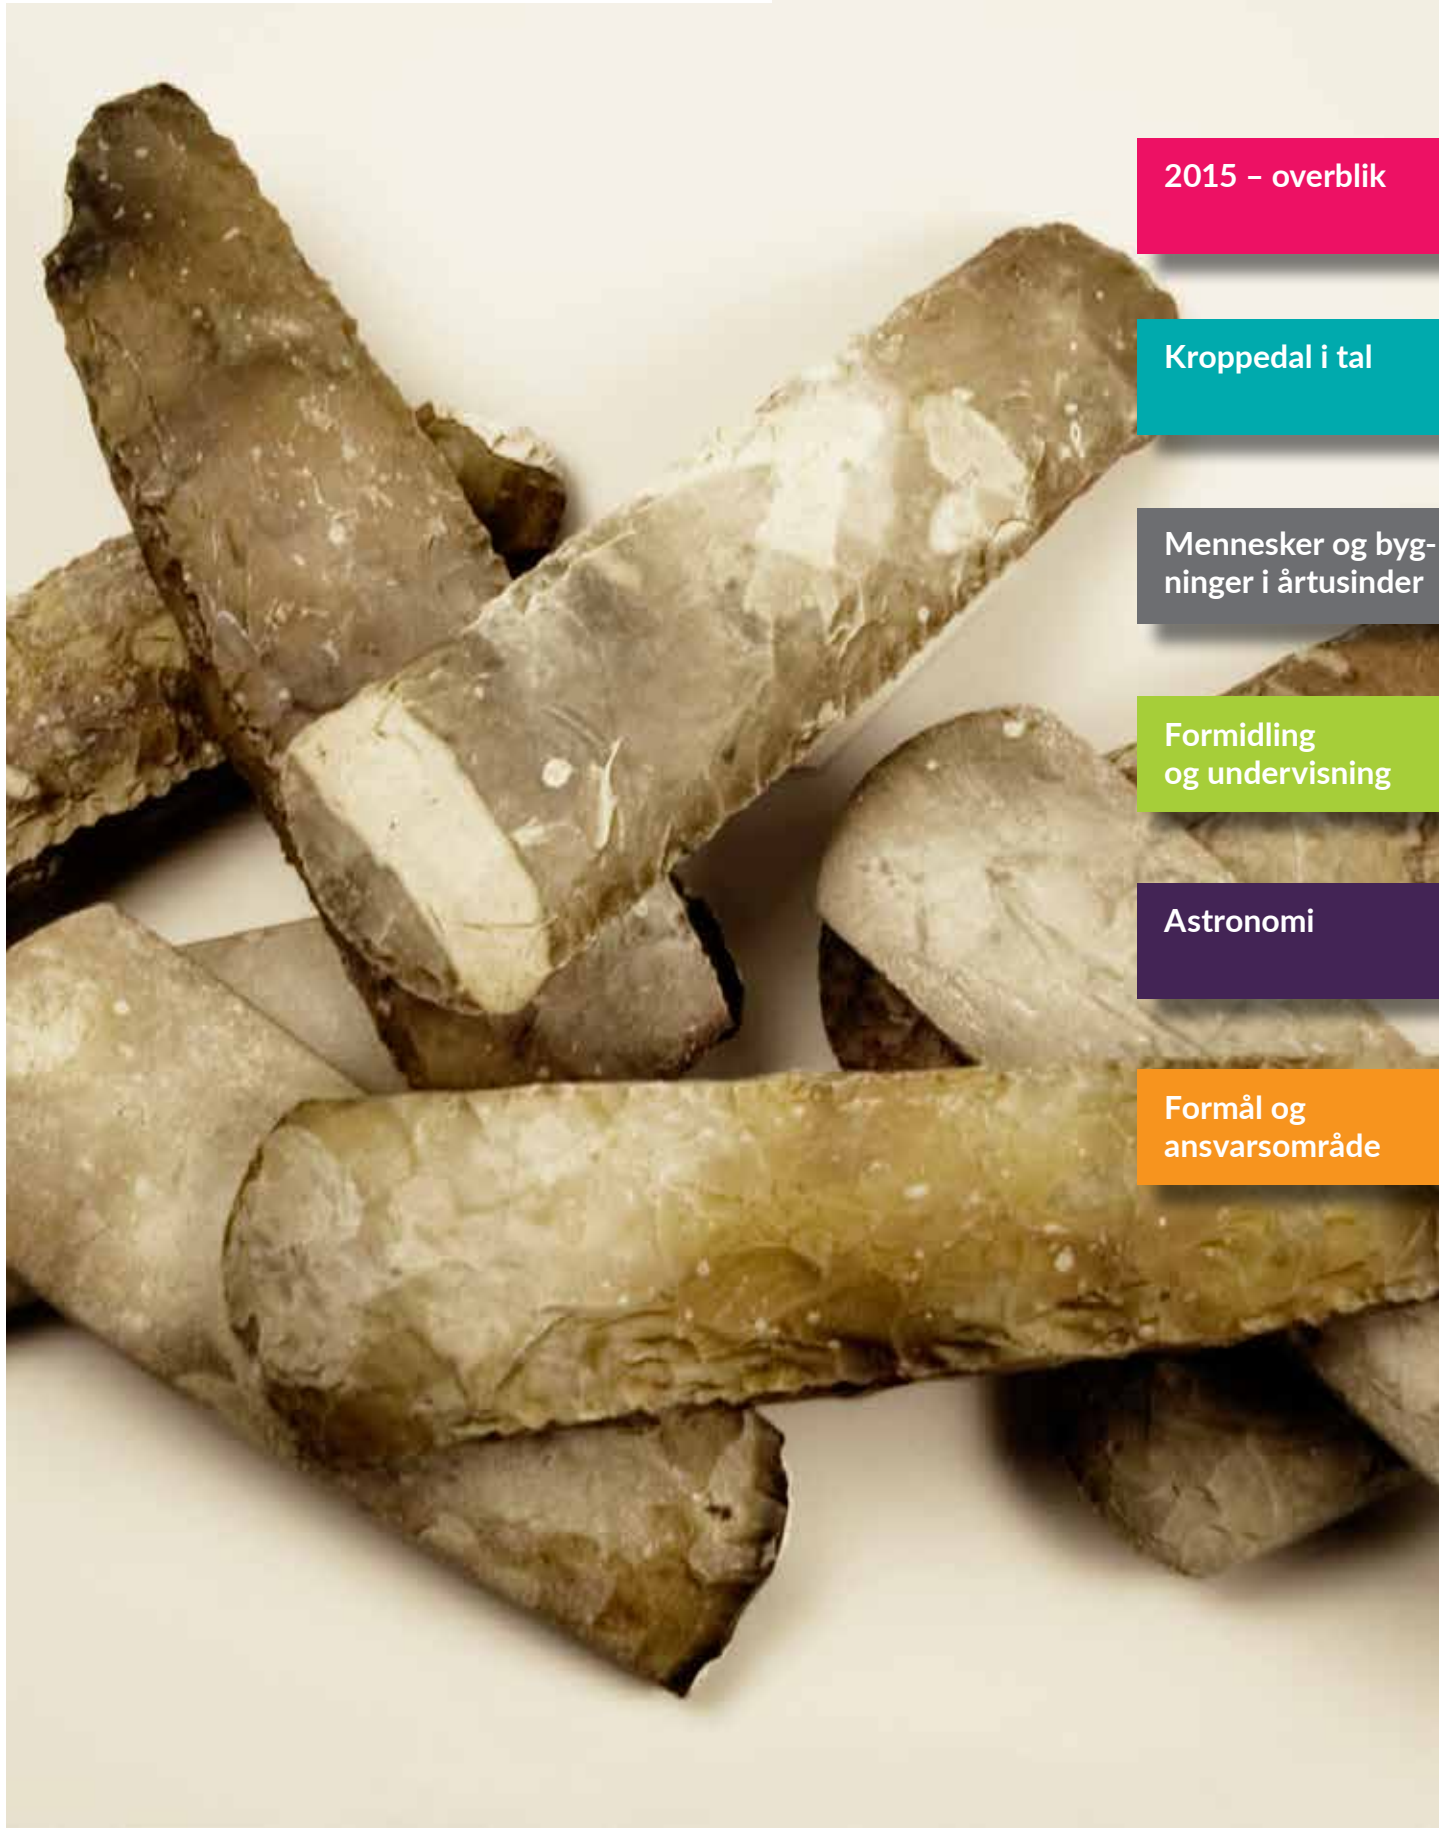 2015 – overblik
Kroppedal i tal
Mennesker og byg-
ninger i årtusinder
Formidling
og undervisning
Astronomi
Formål og
ansvarsområde